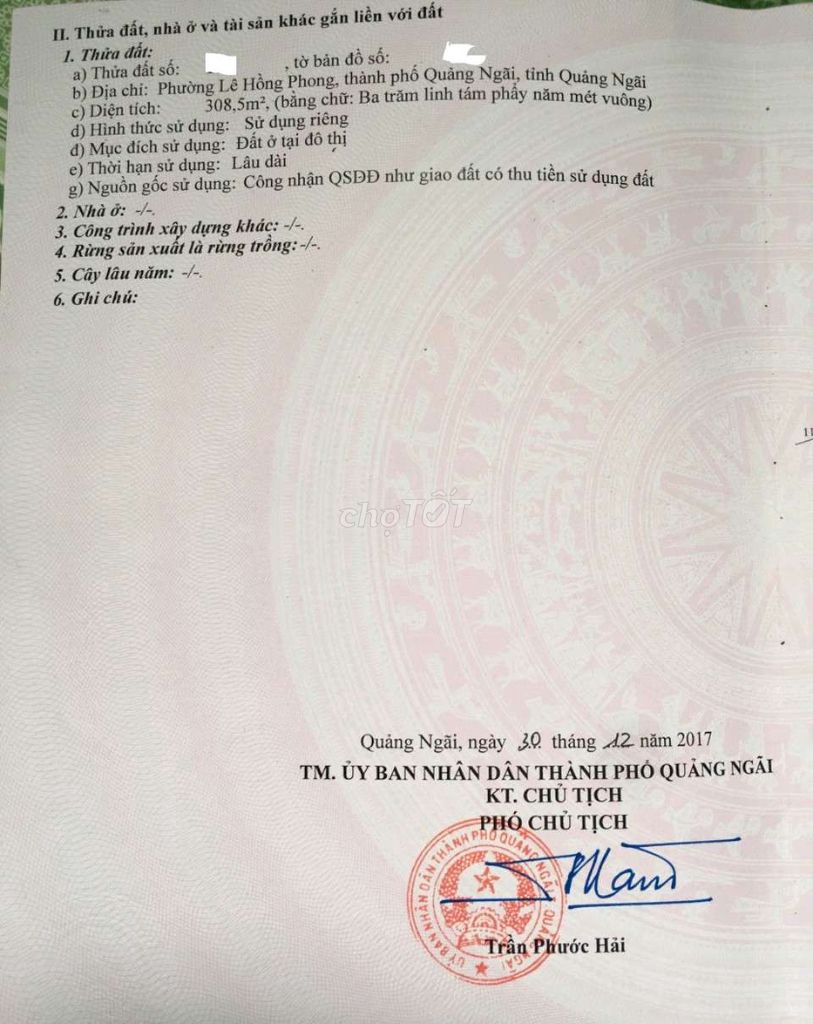 II. Thửa đất, nhà ở và tài sản khác gắn liền với đất
1. Thửa đất:
a) Thửa đất số: , tờ bản đồ số:
b) Địa chỉ: Phường Lê Hồng Phong, thành phố Quảng Ngãi, tỉnh Quảng Ngãi
c) Diện tích: 308,5m², (bằng chữ: Ba trăm linh tám phẩy năm mét vuông)
d) Hình thức sử dụng: Sử dụng riêng
đ) Mục đích sử dụng: Đất ở tại đô thị
e) Thời hạn sử dụng: Lâu dài
g) Nguồn gốc sử dụng: Công nhận QSDĐ như giao đất có thu tiền sử dụng đất
2. Nhà ở: -/-.
3. Công trình xây dựng khác: -/-.
4. Rừng sản xuất là rừng trồng: -/-.
5. Cây lâu năm: -/-.
6. Ghi chú:
11
chợTỐT
Quảng Ngãi, ngày 30 tháng 12 năm 2017
TM. ỦY BAN NHÂN DÂN THÀNH PHỐ QUẢNG NGÃI
KT. CHỦ TỊCH
PHÓ CHỦ TỊCH
ỦY BAN NHÂN DÂN THÀNH PHỐ QUẢNG NGÃI
QUẢNG NGÃI
Trần Phước Hải